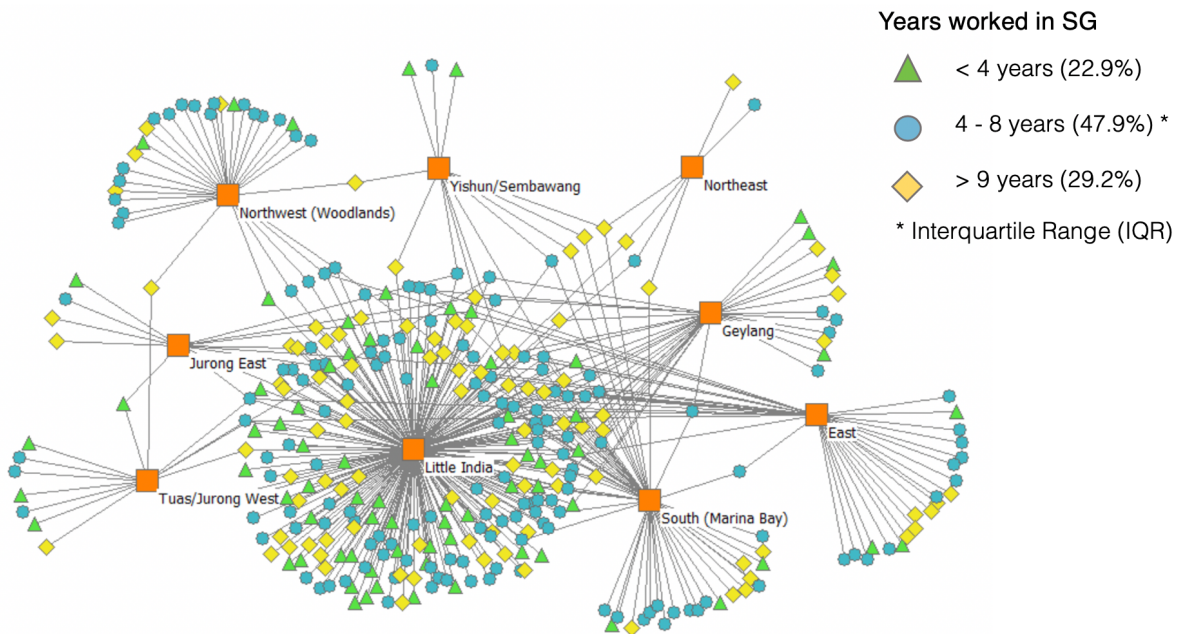 Years worked in SG
< 4 years (22.9%)
4 - 8 years (47.9%) *
> 9 years (29.2%)
* Interquartile Range (IQR)
Yishun/Sembawang
Northeast
Northwest (Woodlands)
Geylang
Jurong East
East
Little India
Tuas/Jurong West
South (Marina Bay)